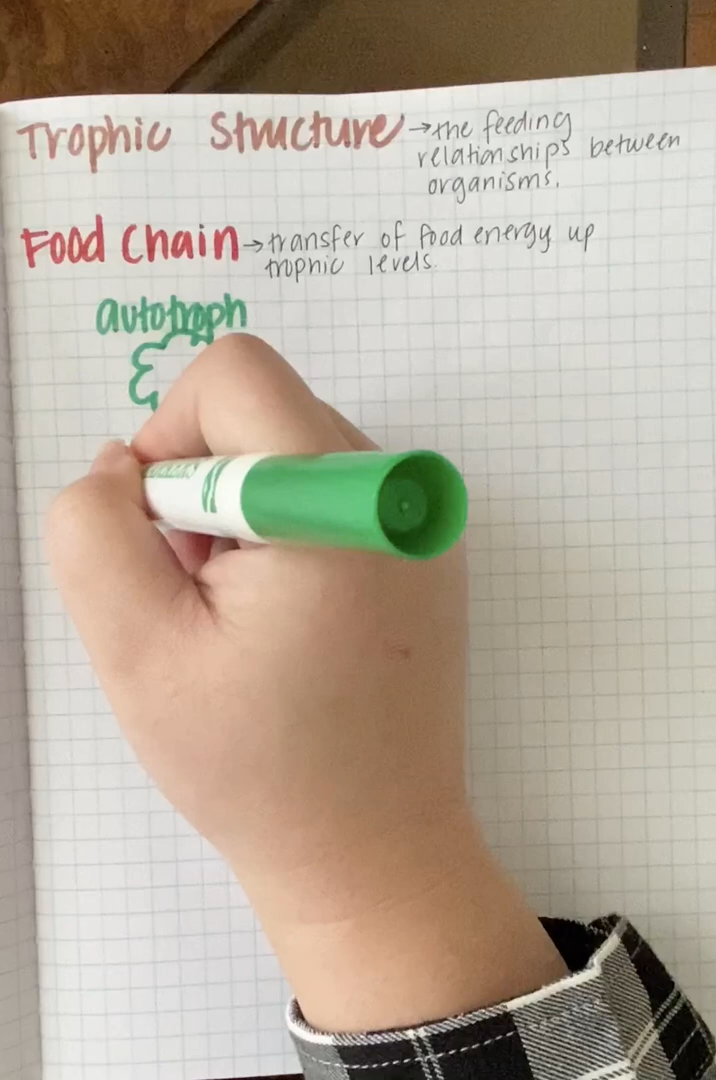 Trophic Structure → the feeding
relationships between
organisms.
Food Chain → transfer of food energy up
trophic levels.
autotroph